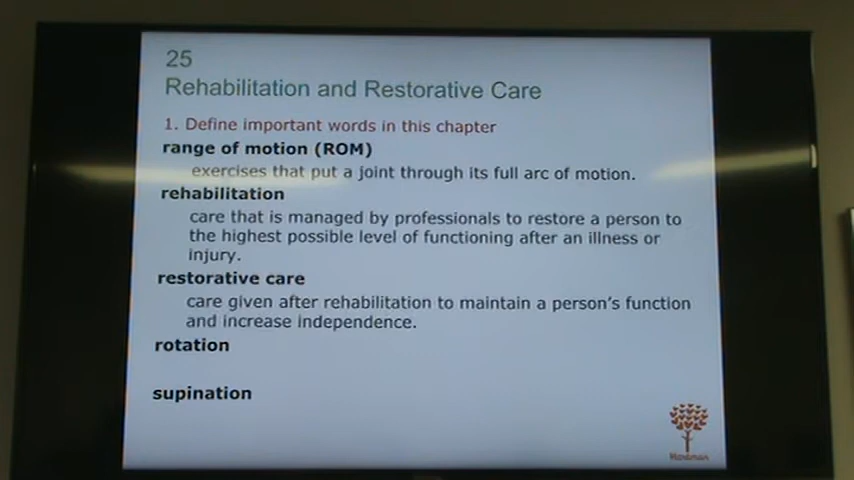 25
Rehabilitation and Restorative Care
1. Define important words in this chapter
range of motion (ROM)
exercises that put a joint through its full arc of motion.
rehabilitation
care that is managed by professionals to restore a person to
the highest possible level of functioning after an illness or
injury.
restorative care
care given after rehabilitation to maintain a person's function
and increase independence.
rotation
supination
Hartman